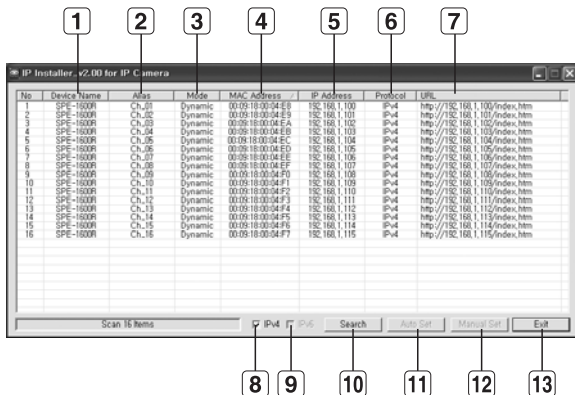 1 2 3 4 5 6 7
IP Installer_v2.00 for IP Camera
No Device Name Alias Mode MAC Address IP Address Protocol URL
1 SPE-1600R Ch_01 Dynamic 00:09:18:00:04:E8 192.168.1.100 IPv4 http://192.168.1.100/index.htm
2 SPE-1600R Ch_02 Dynamic 00:09:18:00:04:E9 192.168.1.101 IPv4 http://192.168.1.101/index.htm
3 SPE-1600R Ch_03 Dynamic 00:09:18:00:04:EA 192.168.1.102 IPv4 http://192.168.1.102/index.htm
4 SPE-1600R Ch_04 Dynamic 00:09:18:00:04:EB 192.168.1.103 IPv4 http://192.168.1.103/index.htm
5 SPE-1600R Ch_05 Dynamic 00:09:18:00:04:EC 192.168.1.104 IPv4 http://192.168.1.104/index.htm
6 SPE-1600R Ch_06 Dynamic 00:09:18:00:04:ED 192.168.1.105 IPv4 http://192.168.1.105/index.htm
7 SPE-1600R Ch_07 Dynamic 00:09:18:00:04:EE 192.168.1.106 IPv4 http://192.168.1.106/index.htm
8 SPE-1600R Ch_08 Dynamic 00:09:18:00:04:EF 192.168.1.107 IPv4 http://192.168.1.107/index.htm
9 SPE-1600R Ch_09 Dynamic 00:09:18:00:04:F0 192.168.1.108 IPv4 http://192.168.1.108/index.htm
10 SPE-1600R Ch_10 Dynamic 00:09:18:00:04:F1 192.168.1.109 IPv4 http://192.168.1.109/index.htm
11 SPE-1600R Ch_11 Dynamic 00:09:18:00:04:F2 192.168.1.110 IPv4 http://192.168.1.110/index.htm
12 SPE-1600R Ch_12 Dynamic 00:09:18:00:04:F3 192.168.1.111 IPv4 http://192.168.1.111/index.htm
13 SPE-1600R Ch_13 Dynamic 00:09:18:00:04:F4 192.168.1.112 IPv4 http://192.168.1.112/index.htm
14 SPE-1600R Ch_14 Dynamic 00:09:18:00:04:F5 192.168.1.113 IPv4 http://192.168.1.113/index.htm
15 SPE-1600R Ch_15 Dynamic 00:09:18:00:04:F6 192.168.1.114 IPv4 http://192.168.1.114/index.htm
16 SPE-1600R Ch_16 Dynamic 00:09:18:00:04:F7 192.168.1.115 IPv4 http://192.168.1.115/index.htm
Scan 16 Items IPv4 IPv6 Search Auto Set Manual Set Exit
8 9 10 11 12 13